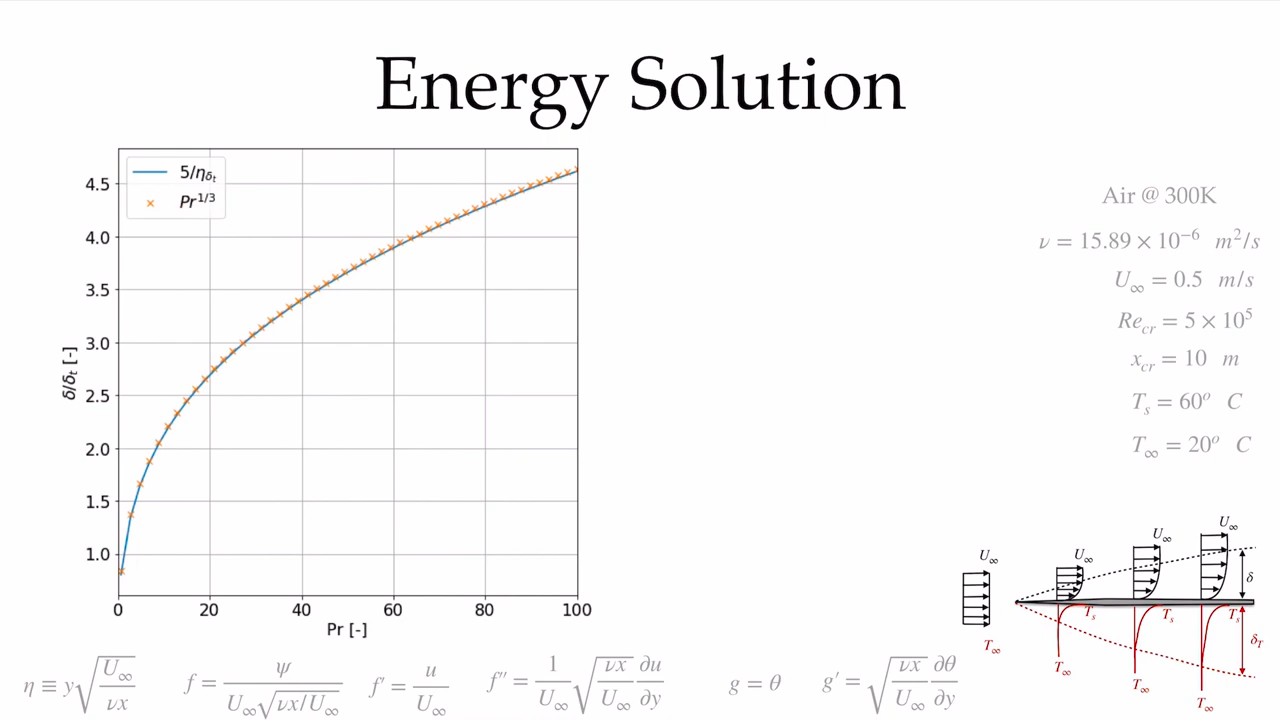 Energy Solution
5/η_{δ_t}
Pr^{1/3}
4.5
4.0
3.5
3.0
2.5
2.0
1.5
1.0
δ/δ_t [-]
0 20 40 60 80 100
Pr [-]
Air @ 300K
ν = 15.89 × 10^{−6} m^2/s
U_∞ = 0.5 m/s
Re_{cr} = 5 × 10^5
x_{cr} = 10 m
T_s = 60^o C
T_∞ = 20^o C
U_∞ U_∞ U_∞ U_∞
δ
T_s T_s T_s
δ_T
T_∞ T_∞ T_∞ T_∞
η ≡ y√(U_∞/νx) f = ψ/(U_∞√(νx/U_∞)) f′ = u/U_∞ f′′ = 1/U_∞ √(νx/U_∞) ∂u/∂y g = θ g′ = √(νx/U_∞) ∂θ/∂y